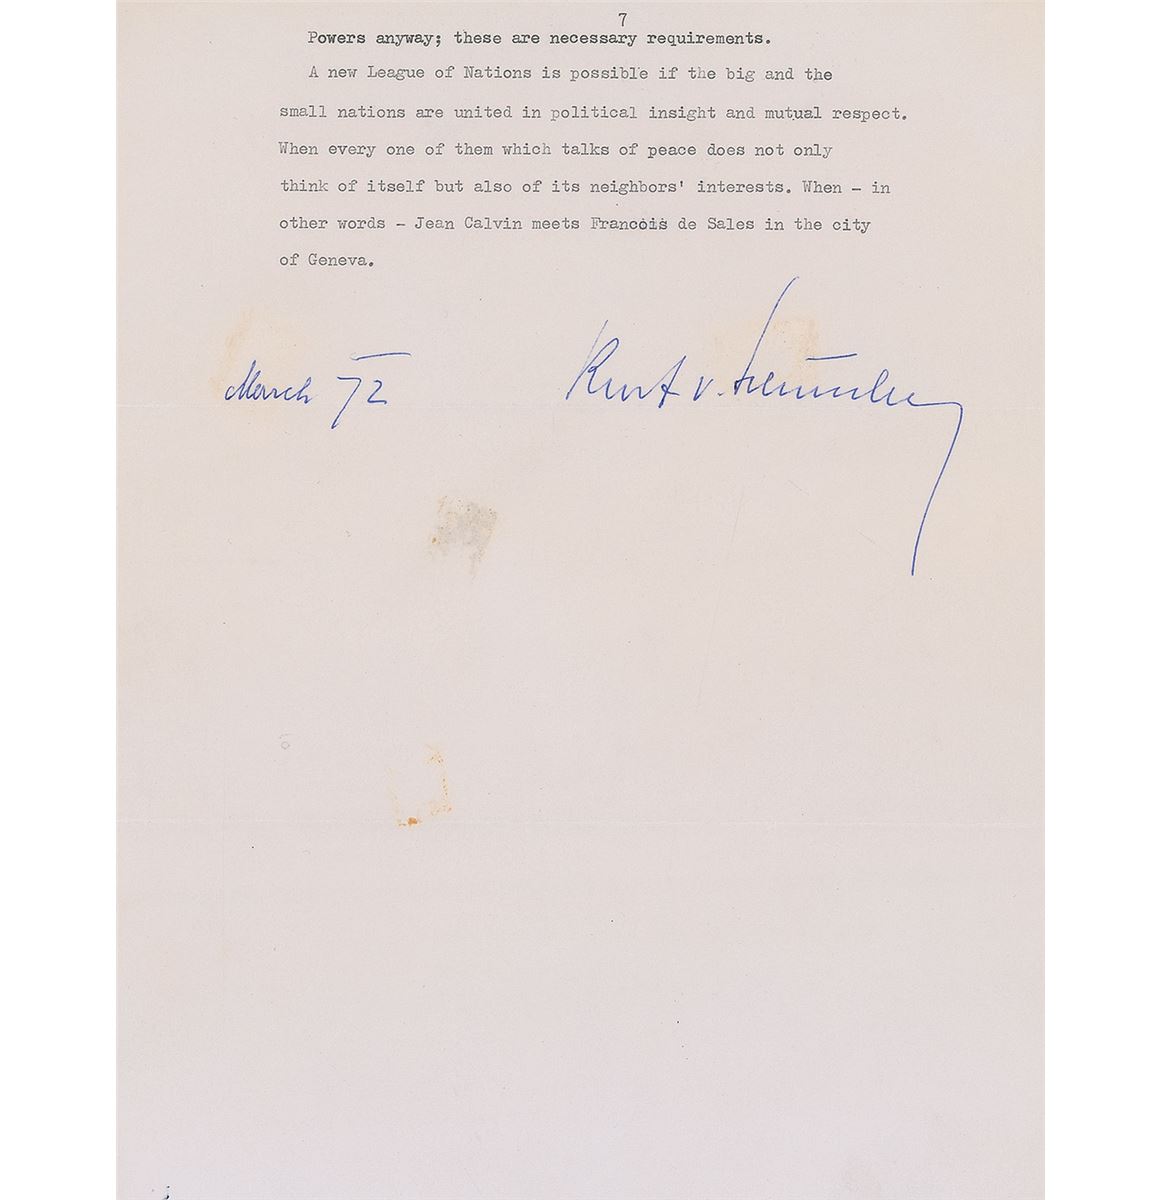 7
Powers anyway; these are necessary requirements.
A new League of Nations is possible if the big and the
small nations are united in political insight and mutual respect.
When every one of them which talks of peace does not only
think of itself but also of its neighbors' interests. When - in
other words - Jean Calvin meets Francois de Sales in the city
of Geneva.
March 72 Kurt v.